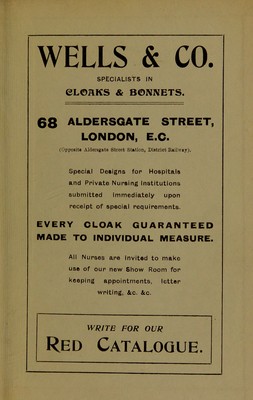 WELLS & CO.
SPECIALISTS IN
CLOAKS & BONNETS.
68 ALDERSGATE STREET,
LONDON, E.C.
(Opposite Aldersgate Street Station, District Railway).
Special Designs for Hospitals
and Private Nursing Institutions
submitted immediately upon
receipt of special requirements.
EVERY CLOAK GUARANTEED
MADE TO INDIVIDUAL MEASURE.
All Nurses are invited to make
use of our new Show Room for
keeping appointments, letter
writing, &c. &c.
WRITE FOR OUR
RED CATALOGUE.